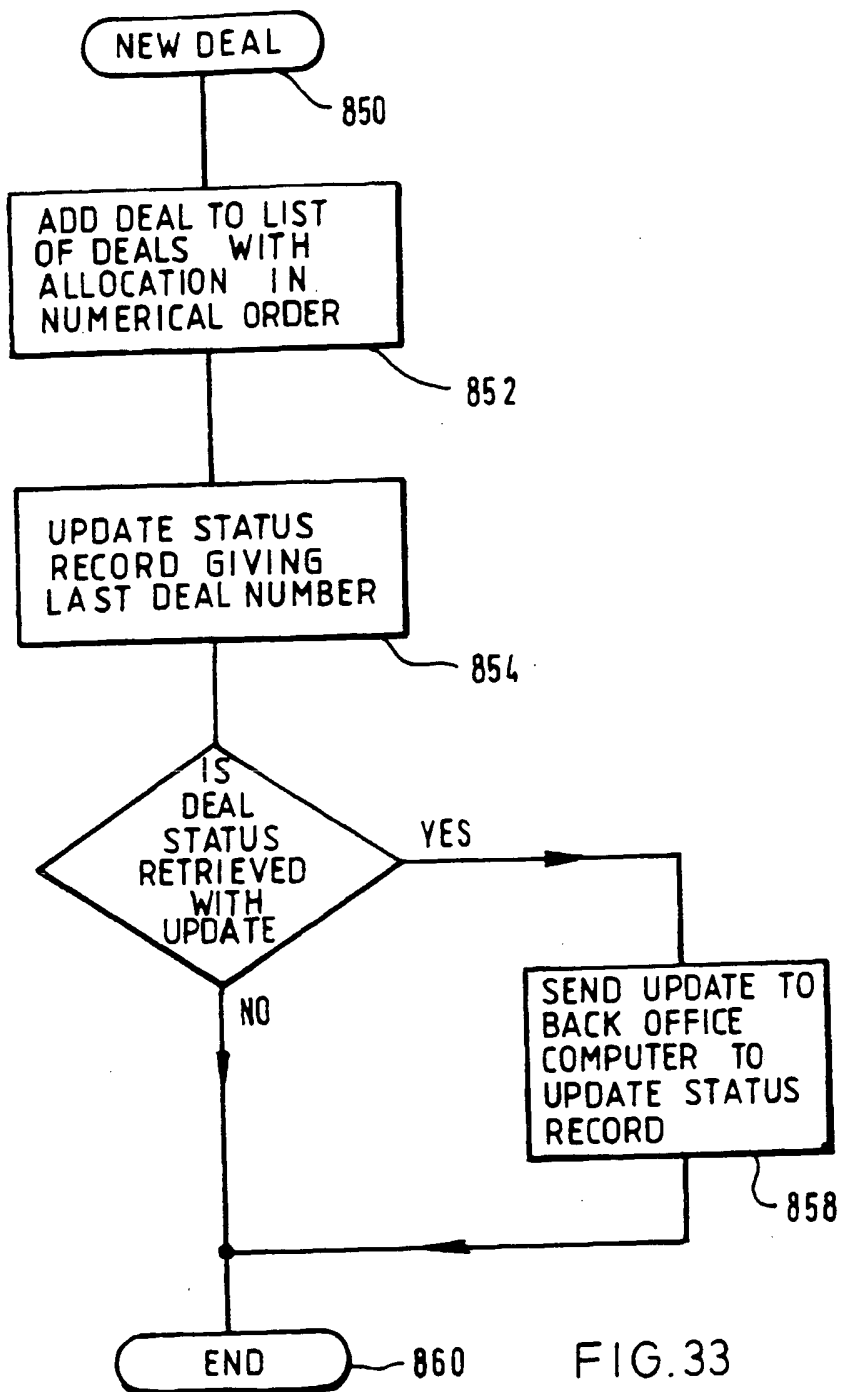 NEW DEAL
850
ADD DEAL TO LIST
OF DEALS WITH
ALLOCATION IN
NUMERICAL ORDER
852
UPDATE STATUS
RECORD GIVING
LAST DEAL NUMBER
854
IS
DEAL
STATUS
RETRIEVED
WITH
UPDATE
YES
NO
SEND UPDATE TO
BACK OFFICE
COMPUTER TO
UPDATE STATUS
RECORD
858
END
860
FIG.33